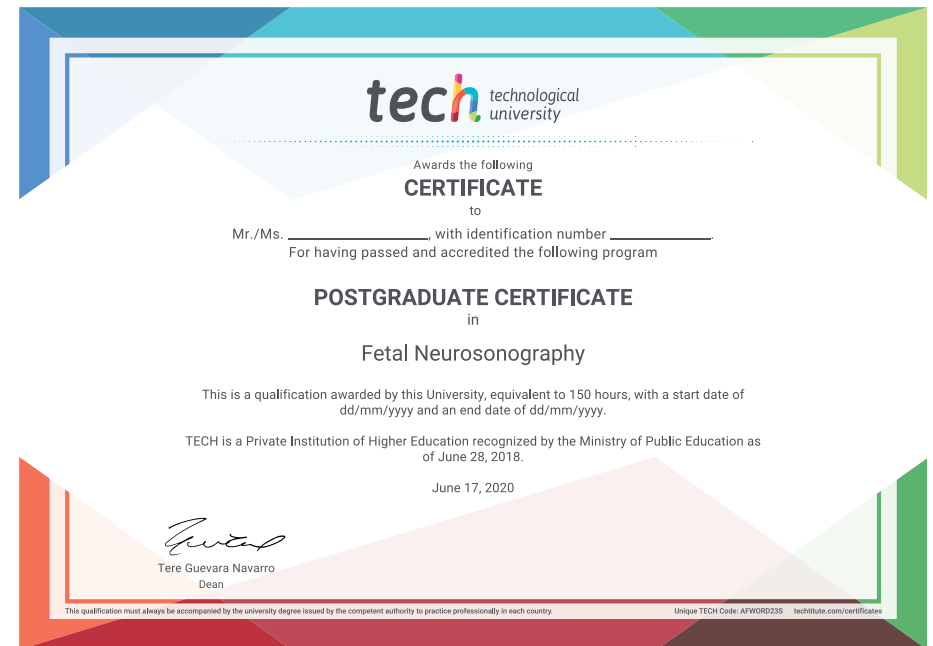 tech technological
university
Awards the following
CERTIFICATE
to
Mr./Ms. ____________________, with identification number ______________.
For having passed and accredited the following program
POSTGRADUATE CERTIFICATE
in
Fetal Neurosonography
This is a qualification awarded by this University, equivalent to 150 hours, with a start date of
dd/mm/yyyy and an end date of dd/mm/yyyy.
TECH is a Private Institution of Higher Education recognized by the Ministry of Public Education as
of June 28, 2018.
June 17, 2020
Tere Guevara Navarro
Dean
This qualification must always be accompanied by the university degree issued by the competent authority to practice professionally in each country. Unique TECH Code: AFWORD23S techtitute.com/certificates